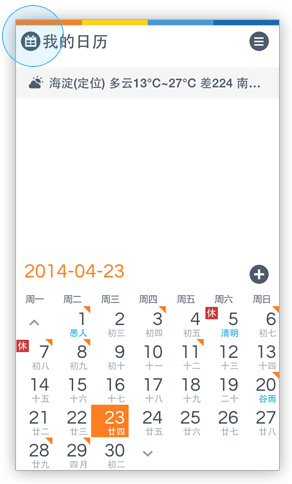 我的日历
海淀(定位) 多云13°C~27°C 差224 南...
2014-04-23
周一 周二 周三 周四 周五 周六 周日
1 2 3 4 休 5 6
愚人 初三 初四 初五 清明 初七
休 7 8 9 10 11 12 13
初八 初九 初十 十一 十二 十三 十四
14 15 16 17 18 19 20
十五 十六 十七 十八 十九 二十 谷雨
21 22 23 24 25 26 27
廿二 廿三 廿四 廿五 廿六 廿七 廿八
28 29 30
廿九 四月 初二